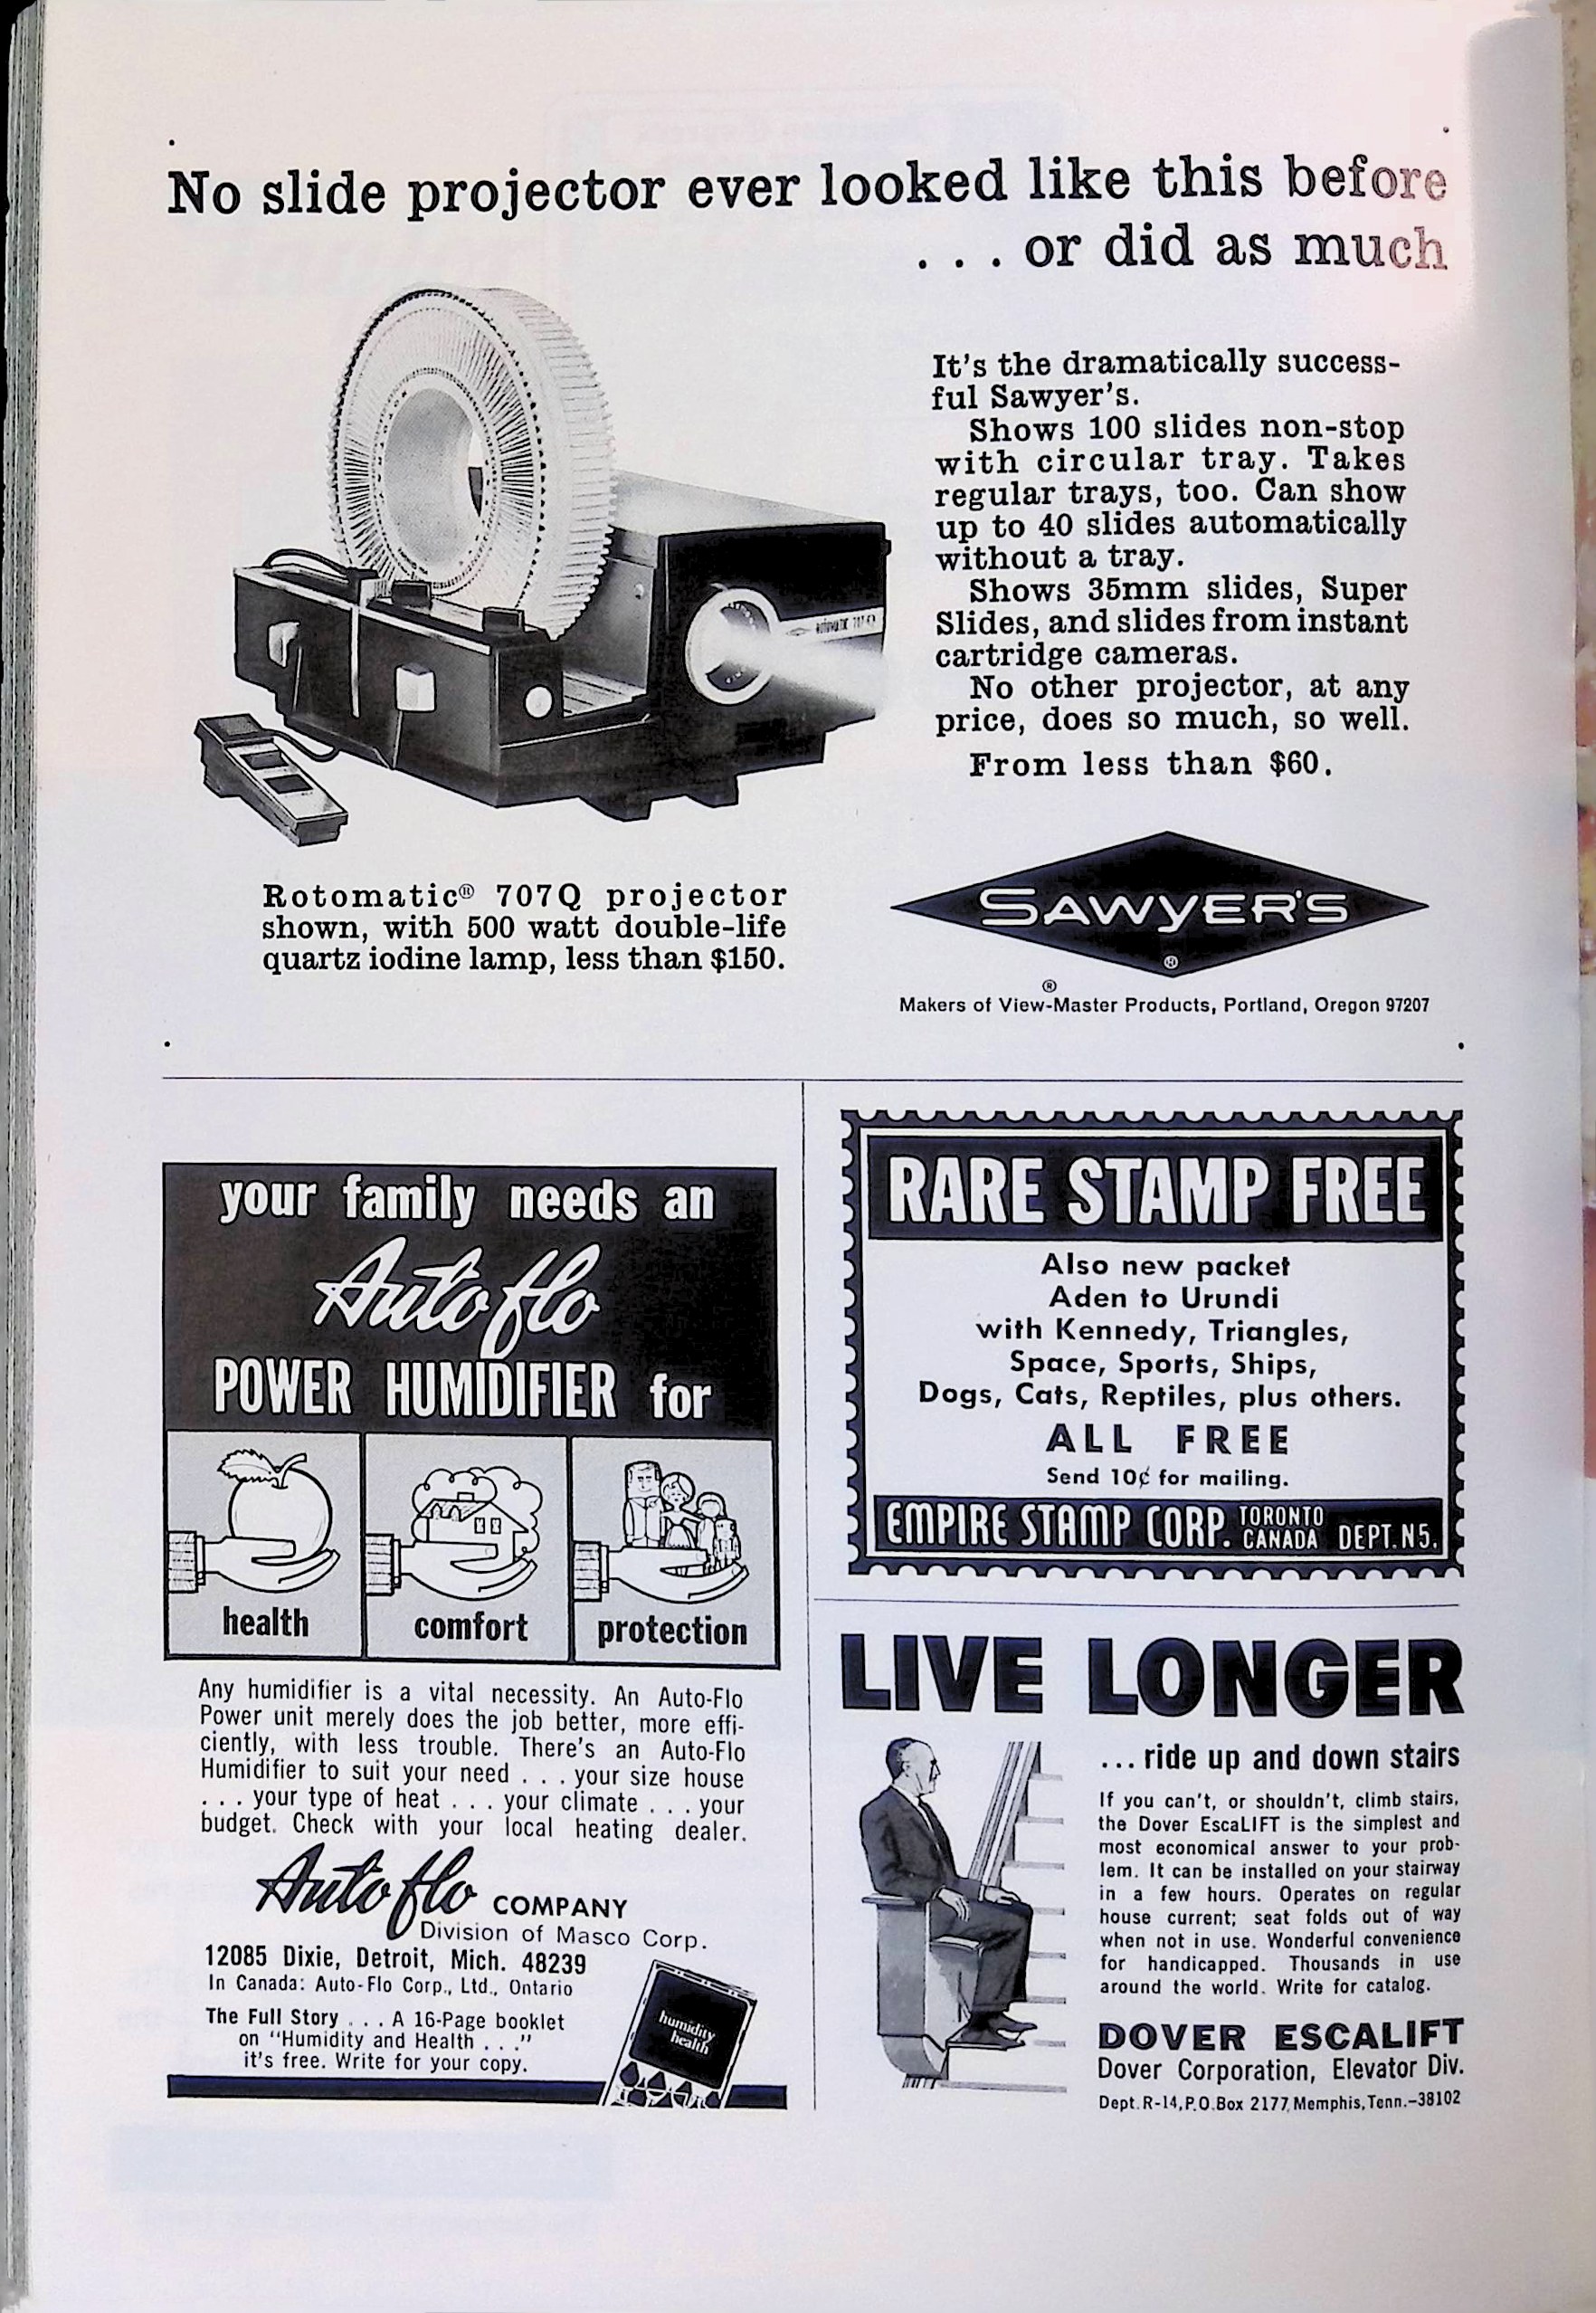 No slide projector ever looked like this before
. . . or did as much
It's the dramatically success-
ful Sawyer's.
Shows 100 slides non-stop
with circular tray. Takes
regular trays, too. Can show
up to 40 slides automatically
without a tray.
Shows 35mm slides, Super
Slides, and slides from instant
cartridge cameras.
No other projector, at any
price, does so much, so well.
From less than $60.
Rotomatic® 707Q projector
shown, with 500 watt double-life
quartz iodine lamp, less than $150.
SAWYER'S
®
®
Makers of View-Master Products, Portland, Oregon 97207
your family needs an
Auto flo
POWER HUMIDIFIER for
health
comfort
protection
Any humidifier is a vital necessity. An Auto-Flo
Power unit merely does the job better, more effi-
ciently, with less trouble. There's an Auto-Flo
Humidifier to suit your need . . . your size house
. . . your type of heat . . . your climate . . . your
budget. Check with your local heating dealer.
Auto flo COMPANY
Division of Masco Corp.
12085 Dixie, Detroit, Mich. 48239
In Canada: Auto-Flo Corp., Ltd., Ontario
The Full Story . . . A 16-Page booklet
on "Humidity and Health . . ."
it's free. Write for your copy.
humidity
health
RARE STAMP FREE
Also new packet
Aden to Urundi
with Kennedy, Triangles,
Space, Sports, Ships,
Dogs, Cats, Reptiles, plus others.
ALL FREE
Send 10¢ for mailing.
EMPIRE STAMP CORP. TORONTO CANADA DEPT. N5.
LIVE LONGER
... ride up and down stairs
If you can't, or shouldn't, climb stairs,
the Dover EscaLIFT is the simplest and
most economical answer to your prob-
lem. It can be installed on your stairway
in a few hours. Operates on regular
house current; seat folds out of way
when not in use. Wonderful convenience
for handicapped. Thousands in use
around the world. Write for catalog.
DOVER ESCALIFT
Dover Corporation, Elevator Div.
Dept. R-14, P.O. Box 2177, Memphis, Tenn.–38102